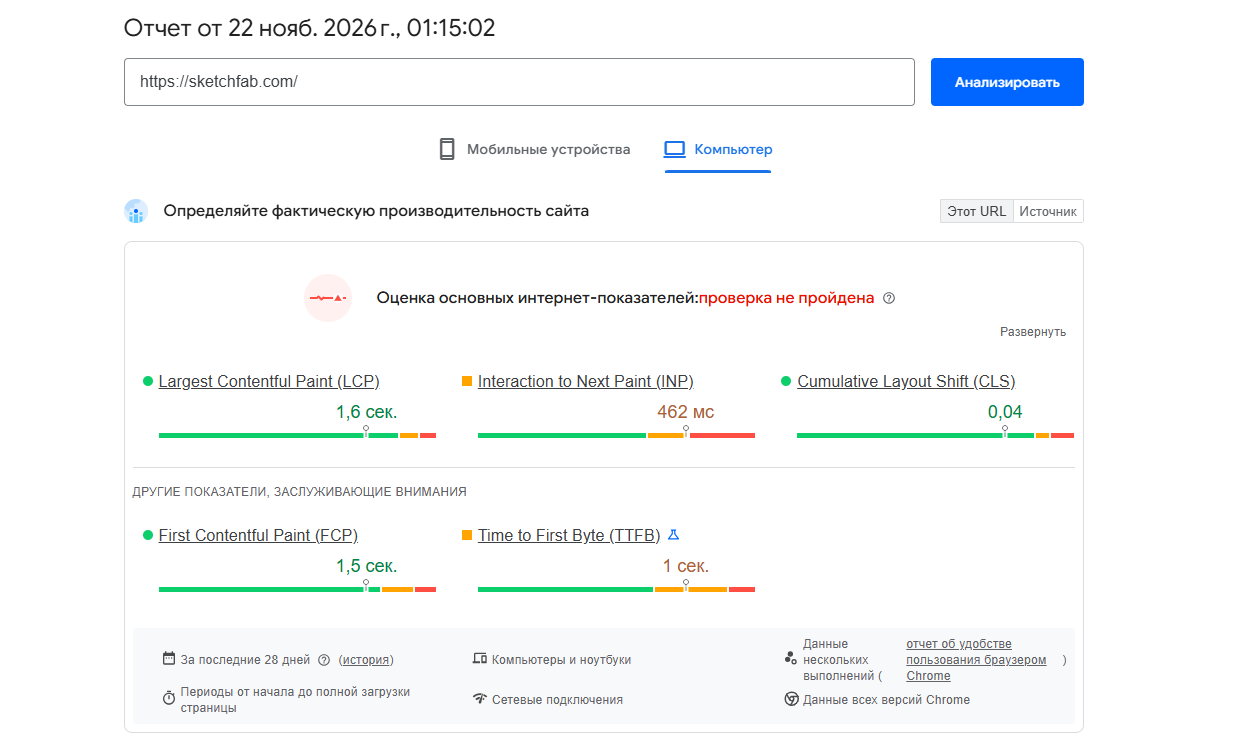 Отчет от 22 нояб. 2026 г., 01:15:02
https://sketchfab.com/
Анализировать
Мобильные устройства
Компьютер
Определяйте фактическую производительность сайта
Этот URL
Источник
Оценка основных интернет-показателей:проверка не пройдена
Развернуть
Largest Contentful Paint (LCP)
1,6 сек.
Interaction to Next Paint (INP)
462 мс
Cumulative Layout Shift (CLS)
0,04
ДРУГИЕ ПОКАЗАТЕЛИ, ЗАСЛУЖИВАЮЩИЕ ВНИМАНИЯ
First Contentful Paint (FCP)
1,5 сек.
Time to First Byte (TTFB)
1 сек.
За последние 28 дней (история)
Компьютеры и ноутбуки
Данные
нескольких
выполнений (
отчет об удобстве
пользования браузером
Chrome
)
Периоды от начала до полной загрузки
страницы
Сетевые подключения
Данные всех версий Chrome